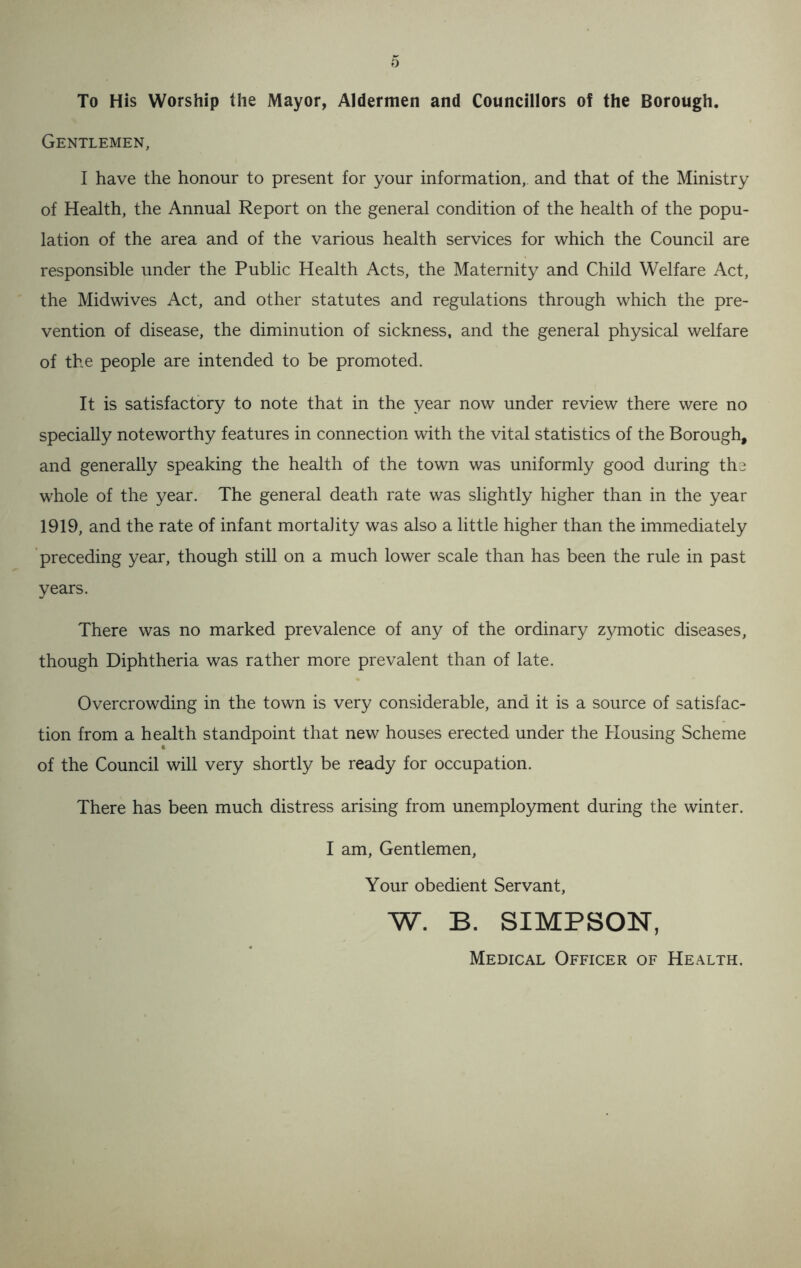 5
To His Worship the Mayor, Aldermen and Councillors of the Borough.
Gentlemen,
I have the honour to present for your information, and that of the Ministry
of Health, the Annual Report on the general condition of the health of the popu-
lation of the area and of the various health services for which the Council are
responsible under the Public Health Acts, the Maternity and Child Welfare Act,
the Midwives Act, and other statutes and regulations through which the pre-
vention of disease, the diminution of sickness, and the general physical welfare
of the people are intended to be promoted.
It is satisfactory to note that in the year now under review there were no
specially noteworthy features in connection with the vital statistics of the Borough,
and generally speaking the health of the town was uniformly good during the
whole of the year. The general death rate was slightly higher than in the year
1919, and the rate of infant mortality was also a little higher than the immediately
preceding year, though still on a much lower scale than has been the rule in past
years.
There was no marked prevalence of any of the ordinary zymotic diseases,
though Diphtheria was rather more prevalent than of late.
Overcrowding in the town is very considerable, and it is a source of satisfac-
tion from a health standpoint that new houses erected under the Housing Scheme
of the Council will very shortly be ready for occupation.
There has been much distress arising from unemployment during the winter.
I am, Gentlemen,
Your obedient Servant,
W. B. SIMPSON,
Medical Officer of Health.